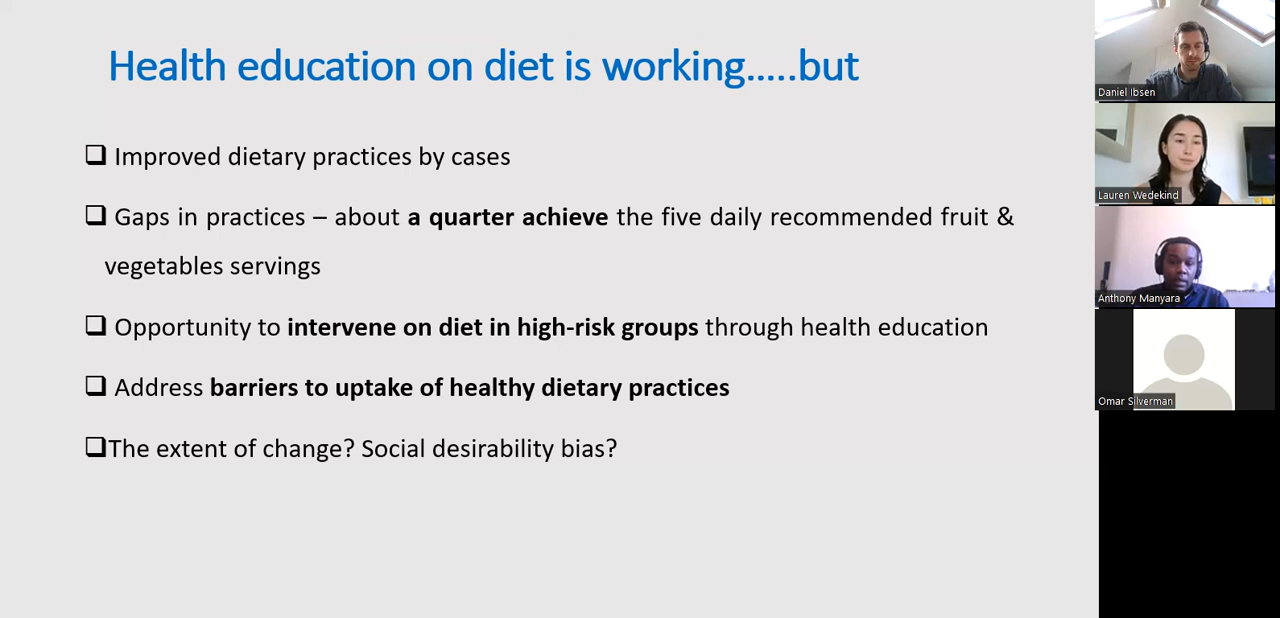 Health education on diet is working…..but
❑ Improved dietary practices by cases
❑ Gaps in practices – about a quarter achieve the five daily recommended fruit &
vegetables servings
❑ Opportunity to intervene on diet in high-risk groups through health education
❑ Address barriers to uptake of healthy dietary practices
❑The extent of change? Social desirability bias?
Daniel Ibsen
Lauren Wedekind
Anthony Manyara
Omar Silverman